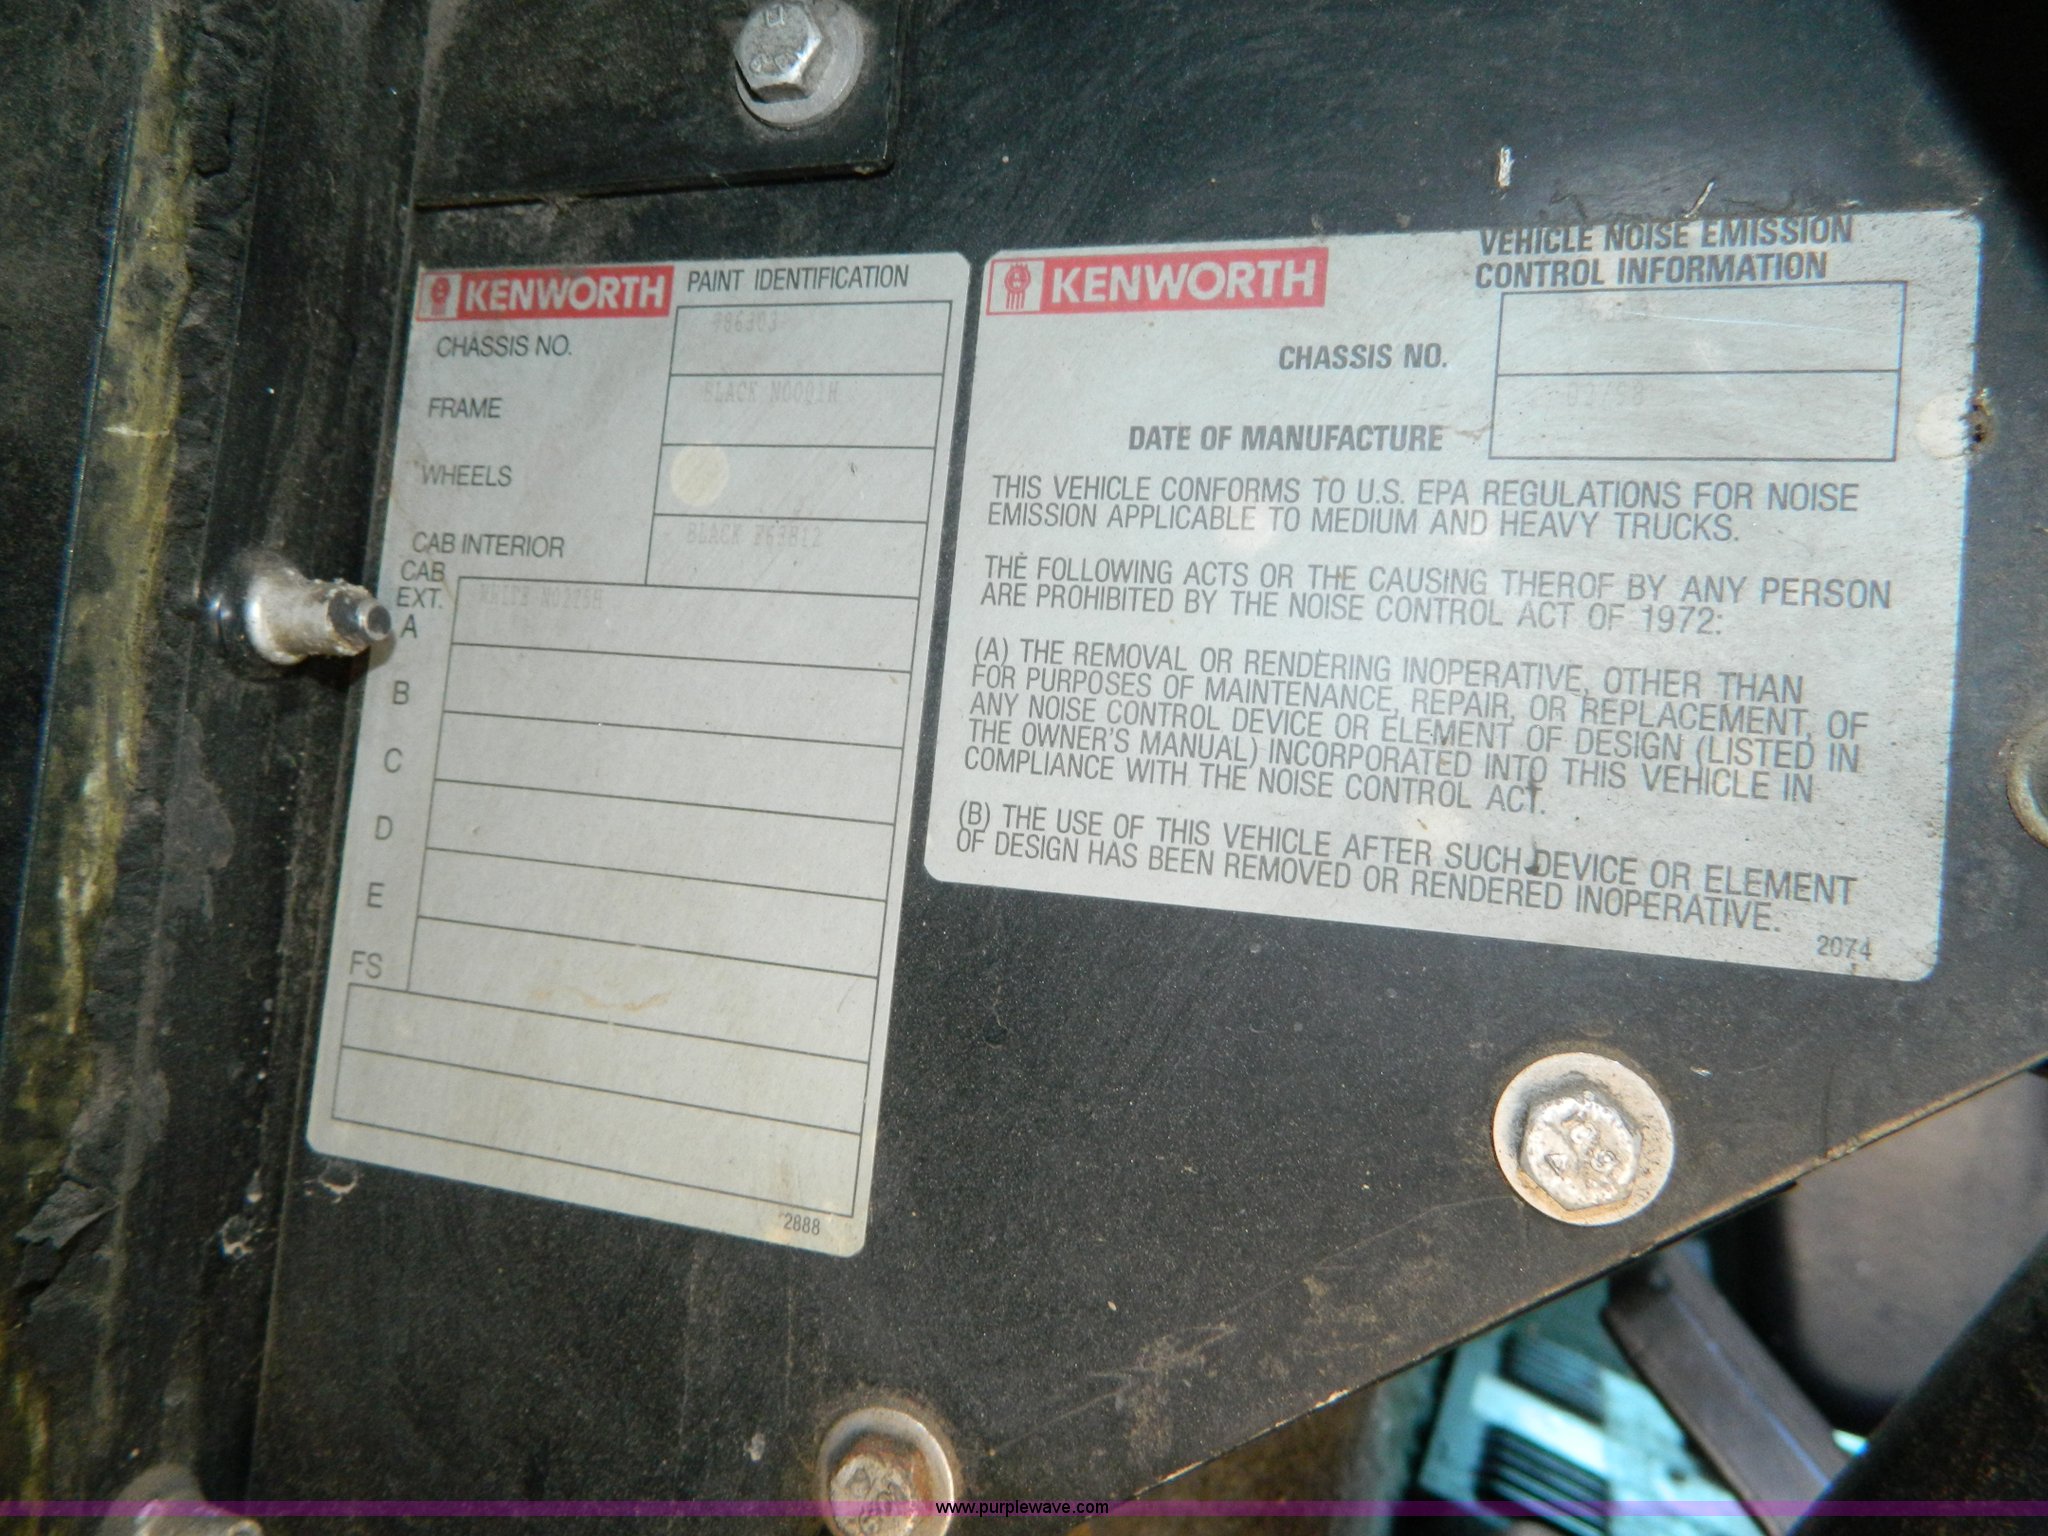 KENWORTH PAINT IDENTIFICATION
CHASSIS NO.
FRAME BLACK N0001H
WHEELS
CAB INTERIOR BLACK
CAB
EXT.
A WHITE
B
C
D
E
FS
2888
KENWORTH
VEHICLE NOISE EMISSION
CONTROL INFORMATION
CHASSIS NO.
DATE OF MANUFACTURE
THIS VEHICLE CONFORMS TO U.S. EPA REGULATIONS FOR NOISE
EMISSION APPLICABLE TO MEDIUM AND HEAVY TRUCKS.
THE FOLLOWING ACTS OR THE CAUSING THEROF BY ANY PERSON
ARE PROHIBITED BY THE NOISE CONTROL ACT OF 1972:
(A) THE REMOVAL OR RENDERING INOPERATIVE, OTHER THAN
FOR PURPOSES OF MAINTENANCE, REPAIR, OR REPLACEMENT, OF
ANY NOISE CONTROL DEVICE OR ELEMENT OF DESIGN (LISTED IN
THE OWNER'S MANUAL) INCORPORATED INTO THIS VEHICLE IN
COMPLIANCE WITH THE NOISE CONTROL ACT.
(B) THE USE OF THIS VEHICLE AFTER SUCH DEVICE OR ELEMENT
OF DESIGN HAS BEEN REMOVED OR RENDERED INOPERATIVE.
2074
www.purplewave.com